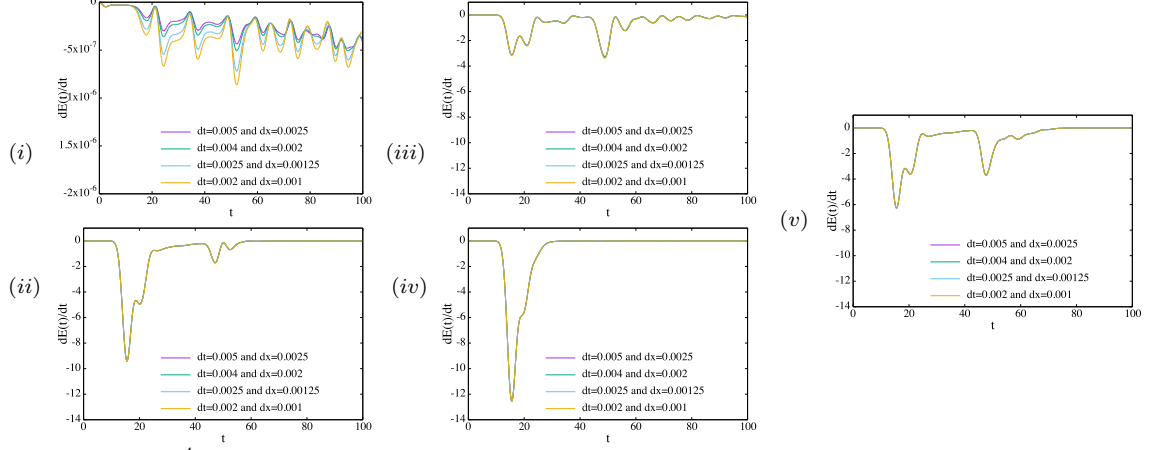 (i)
dE(t)/dt
0
-5x10⁻⁷
1x10⁻⁶
1.5x10⁻⁶
-2x10⁻⁶
dt=0.005 and dx=0.0025
dt=0.004 and dx=0.002
dt=0.0025 and dx=0.00125
dt=0.002 and dx=0.001
0 20 40 60 80 100
t
(iii)
dE(t)/dt
0
-2
-4
-6
-8
-10
-12
-14
dt=0.005 and dx=0.0025
dt=0.004 and dx=0.002
dt=0.0025 and dx=0.00125
dt=0.002 and dx=0.001
0 20 40 60 80 100
t
(ii)
dE(t)/dt
0
-2
-4
-6
-8
-10
-12
-14
dt=0.005 and dx=0.0025
dt=0.004 and dx=0.002
dt=0.0025 and dx=0.00125
dt=0.002 and dx=0.001
0 20 40 60 80 100
t
(iv)
dE(t)/dt
0
-2
-4
-6
-8
-10
-12
-14
dt=0.005 and dx=0.0025
dt=0.004 and dx=0.002
dt=0.0025 and dx=0.00125
dt=0.002 and dx=0.001
0 20 40 60 80 100
t
(v)
dE(t)/dt
0
-2
-4
-6
-8
-10
-12
-14
dt=0.005 and dx=0.0025
dt=0.004 and dx=0.002
dt=0.0025 and dx=0.00125
dt=0.002 and dx=0.001
0 20 40 60 80 100
t